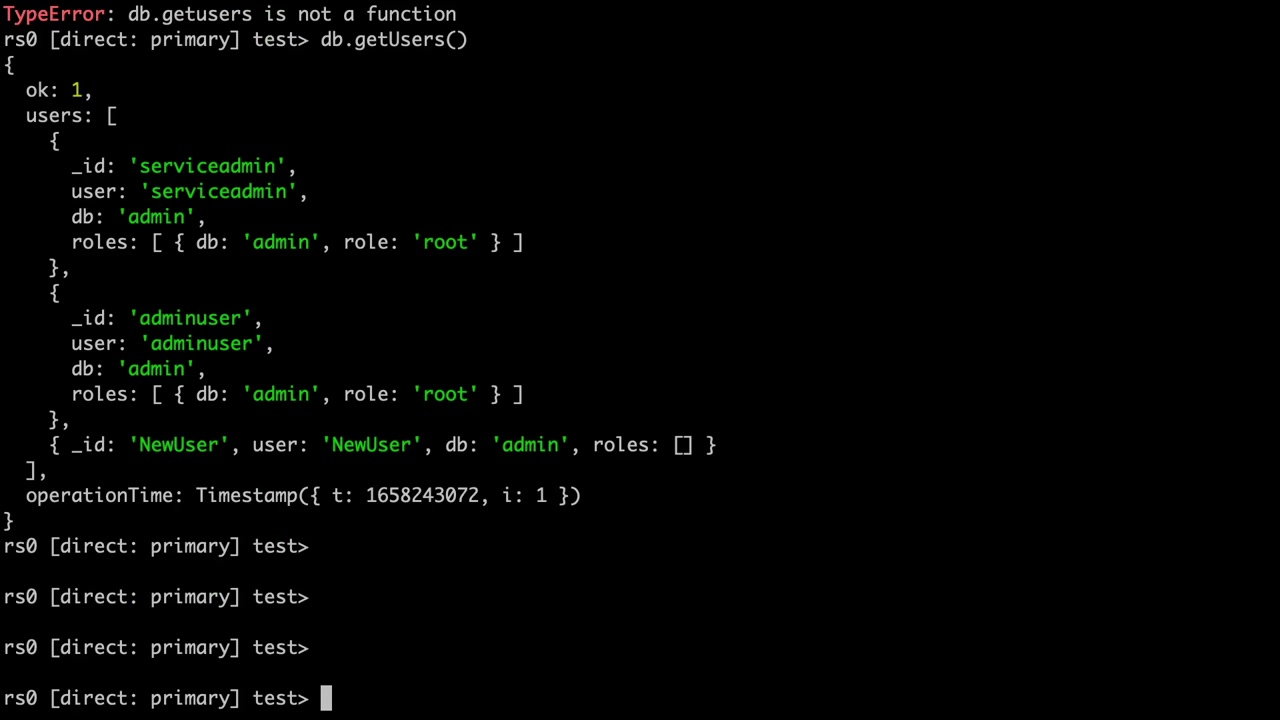 TypeError: db.getusers is not a function
rs0 [direct: primary] test> db.getUsers()
{
  ok: 1,
  users: [
    {
      _id: 'serviceadmin',
      user: 'serviceadmin',
      db: 'admin',
      roles: [ { db: 'admin', role: 'root' } ]
    },
    {
      _id: 'adminuser',
      user: 'adminuser',
      db: 'admin',
      roles: [ { db: 'admin', role: 'root' } ]
    },
    { _id: 'NewUser', user: 'NewUser', db: 'admin', roles: [] }
  ],
  operationTime: Timestamp({ t: 1658243072, i: 1 })
}
rs0 [direct: primary] test>
rs0 [direct: primary] test>
rs0 [direct: primary] test>
rs0 [direct: primary] test>